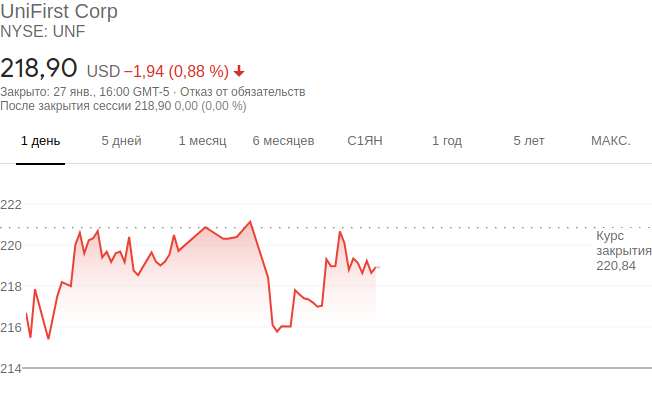 UniFirst Corp
NYSE: UNF
218,90 USD −1,94 (0,88 %)
Закрыто: 27 янв., 16:00 GMT-5 · Отказ от обязательств
После закрытия сессии 218,90 0,00 (0,00 %)
1 день 5 дней 1 месяц 6 месяцев С1ЯН 1 год 5 лет МАКС.
222
220
218
216
214
Курс
закрытия
220,84